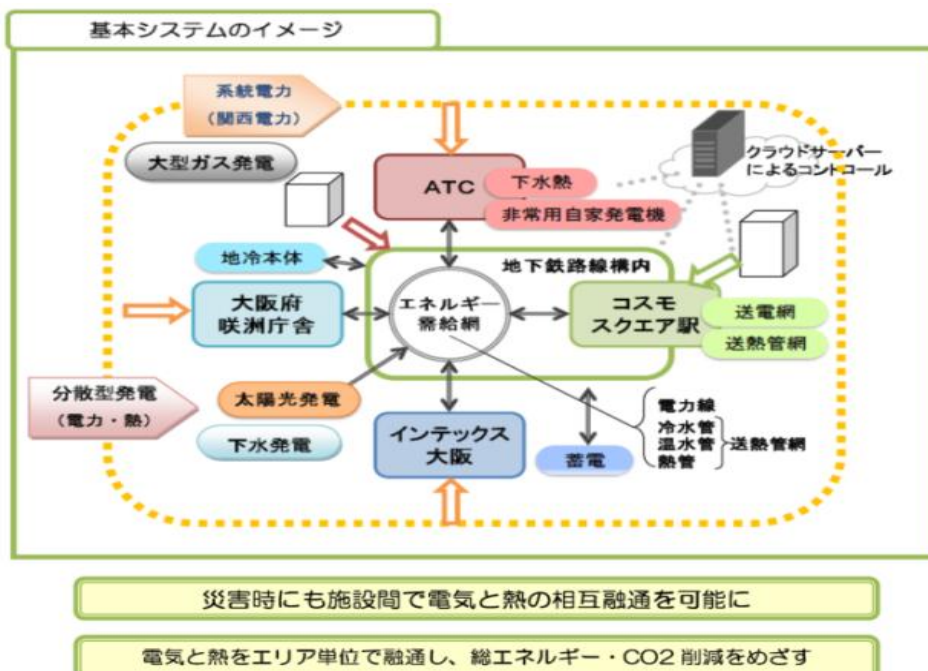 基本システムのイメージ
系統電力
(関西電力)
大型ガス発電
ATC
下水熱
非常用自家発電機
クラウドサーバー
によるコントロール
地冷本体
地下鉄路線構内
大阪府
咲洲庁舎
エネルギー
需給網
コスモ
スクエア駅
送電網
送熱管網
分散型発電
(電力・熱)
太陽光発電
下水発電
インテックス
大阪
蓄電
電力線
冷水管
温水管
熱管
送熱管網
災害時にも施設間で電気と熱の相互融通を可能に
電気と熱をエリア単位で融通し、総エネルギー・CO2 削減をめざす